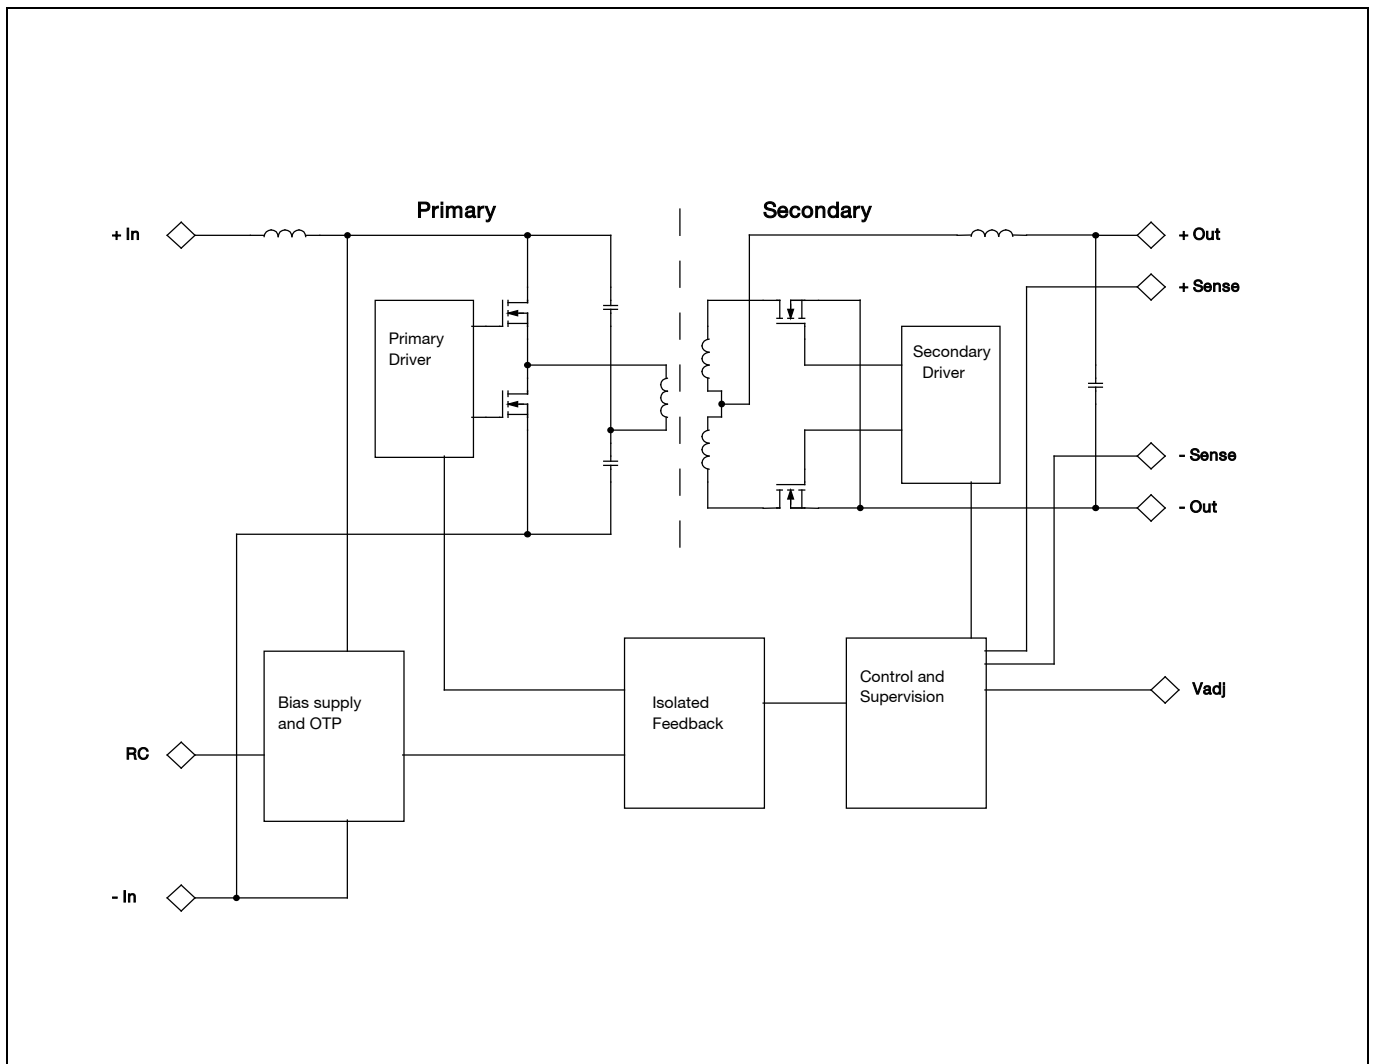 Primary
Secondary
+ In
+ Out
+ Sense
Primary
Driver
Secondary
Driver
- Sense
- Out
Bias supply
and OTP
Isolated
Feedback
Control and
Supervision
Vadj
RC
- In